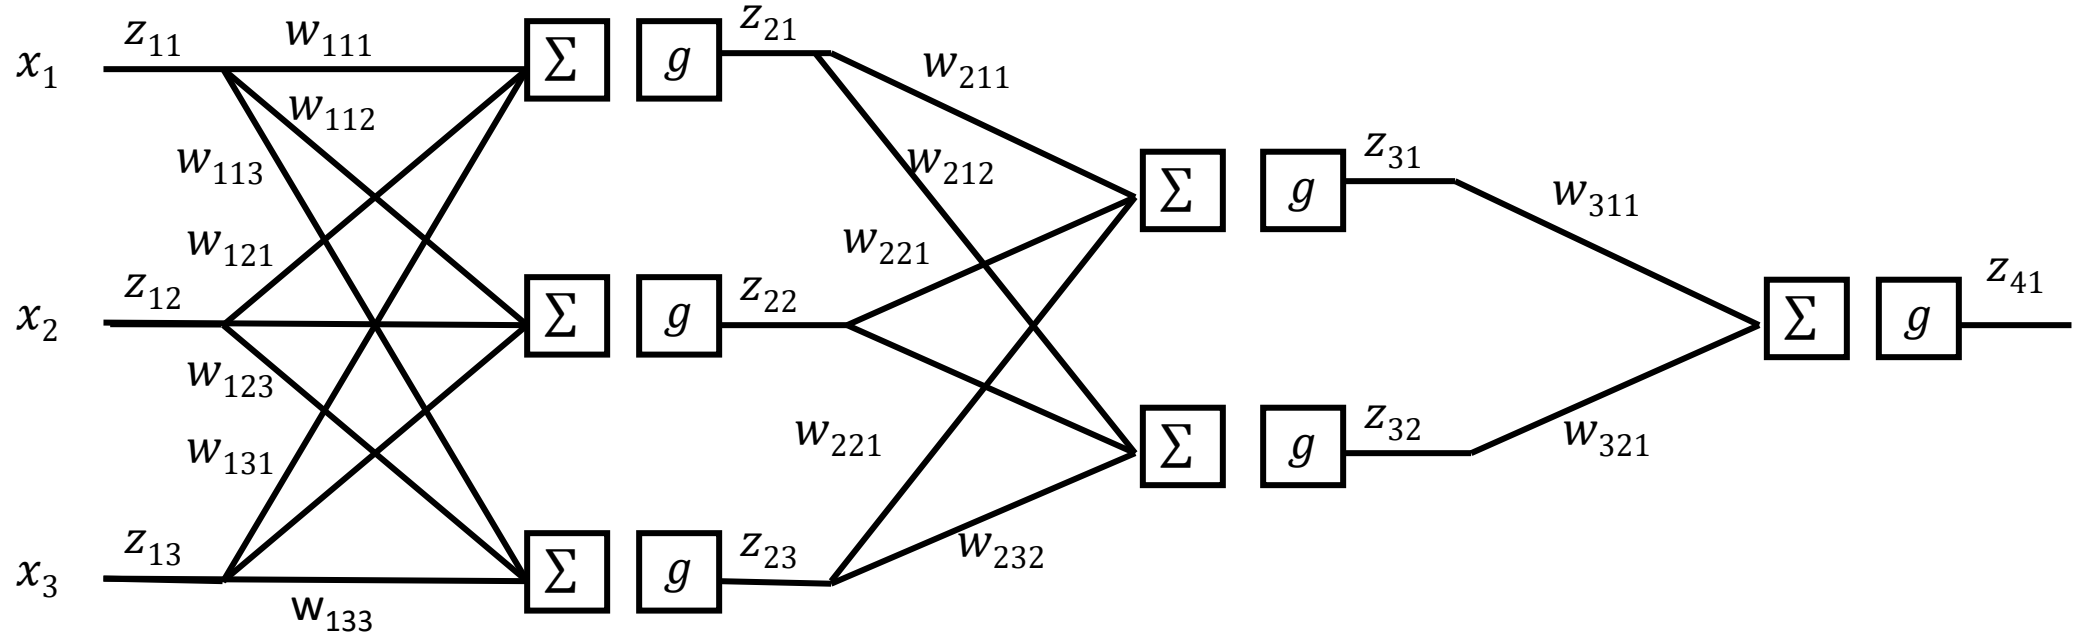 x₁ z₁₁ w₁₁₁ Σ g z₂₁
w₁₁₂ w₂₁₁
w₁₁₃ w₂₁₂ Σ g z₃₁
w₃₁₁
w₁₂₁ w₂₂₁
x₂ z₁₂ Σ g z₂₂ Σ g z₄₁
w₁₂₃
w₁₃₁ w₂₂₁ Σ g z₃₂ w₃₂₁
x₃ z₁₃ Σ g z₂₃ w₂₃₂
w₁₃₃